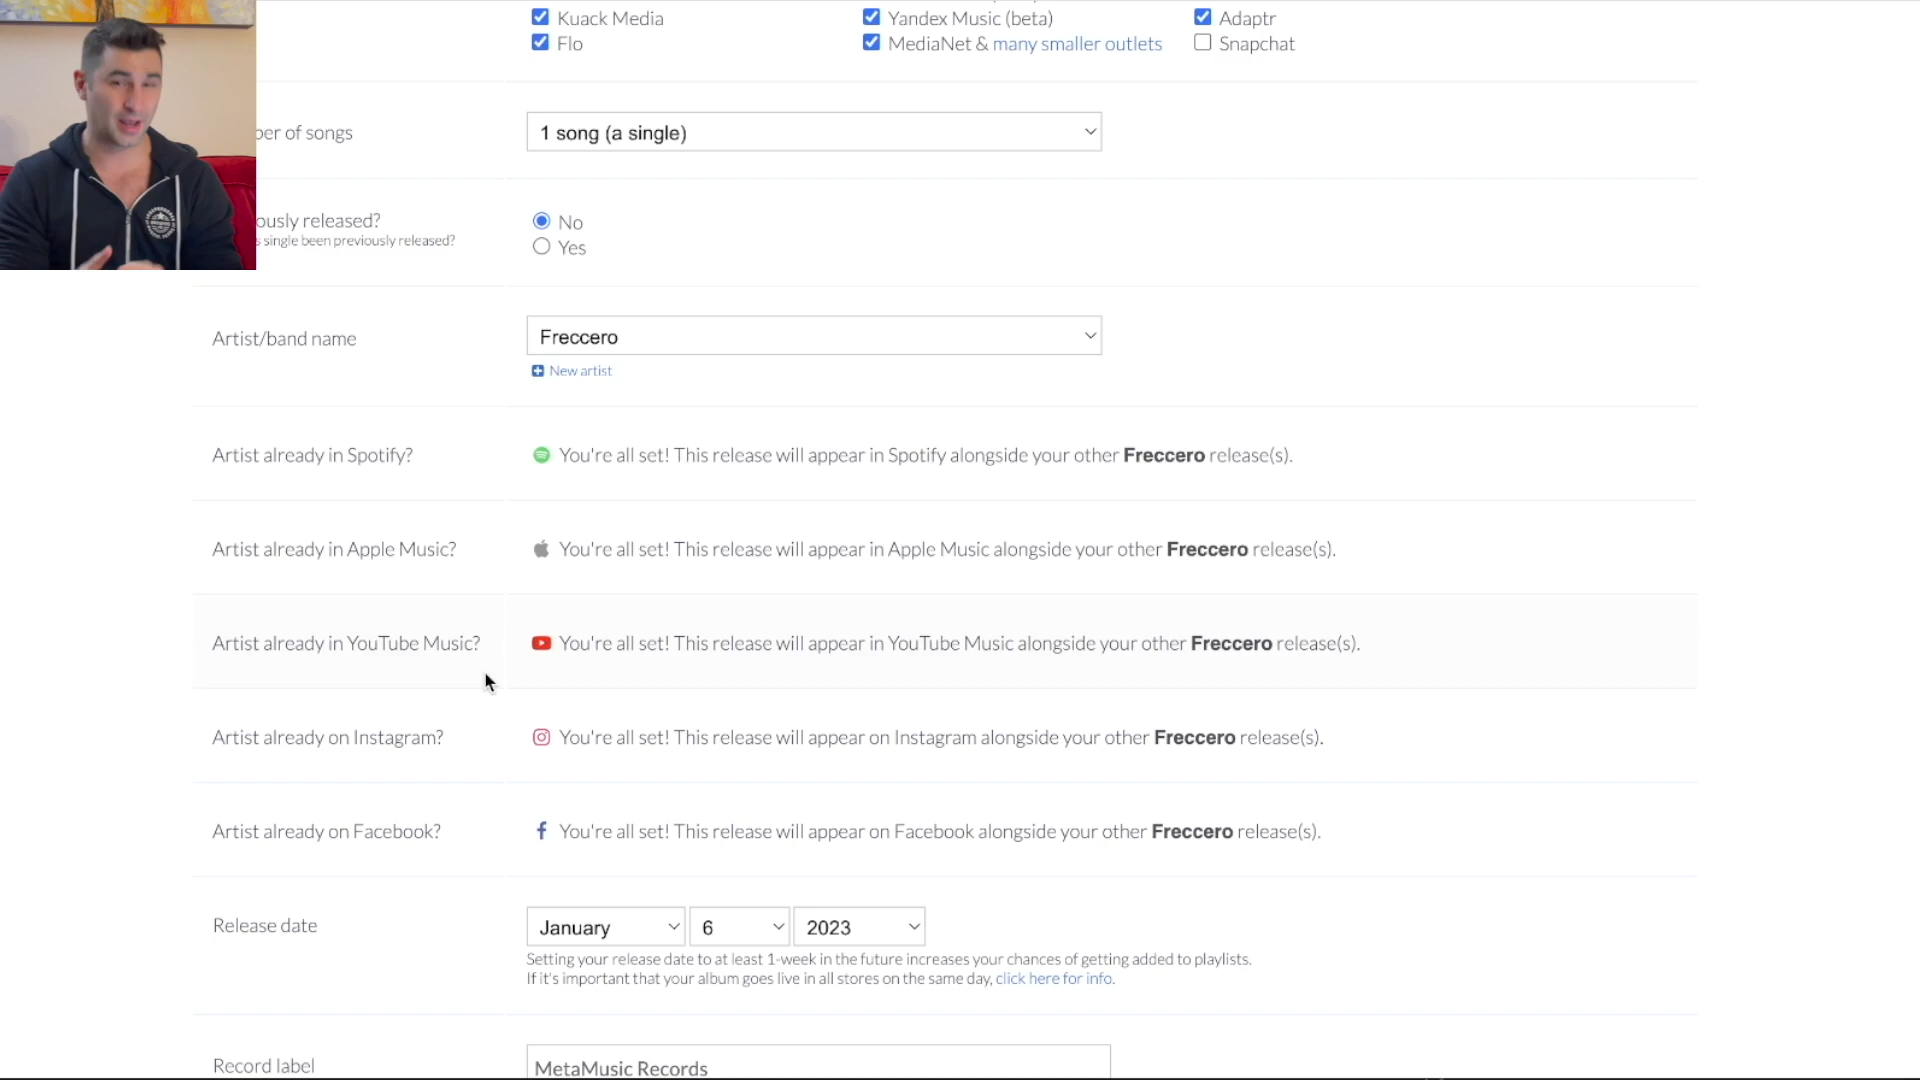 Kuack Media
Yandex Music (beta)
Adaptr
Flo
MediaNet & many smaller outlets
Snapchat
ber of songs
1 song (a single)
ously released?
s single been previously released?
No
Yes
Artist/band name
Freccero
New artist
Artist already in Spotify?
You're all set! This release will appear in Spotify alongside your other Freccero release(s).
Artist already in Apple Music?
You're all set! This release will appear in Apple Music alongside your other Freccero release(s).
Artist already in YouTube Music?
You're all set! This release will appear in YouTube Music alongside your other Freccero release(s).
Artist already on Instagram?
You're all set! This release will appear on Instagram alongside your other Freccero release(s).
Artist already on Facebook?
You're all set! This release will appear on Facebook alongside your other Freccero release(s).
Release date
January
6
2023
Setting your release date to at least 1-week in the future increases your chances of getting added to playlists.
If it's important that your album goes live in all stores on the same day, click here for info.
Record label
MetaMusic Records